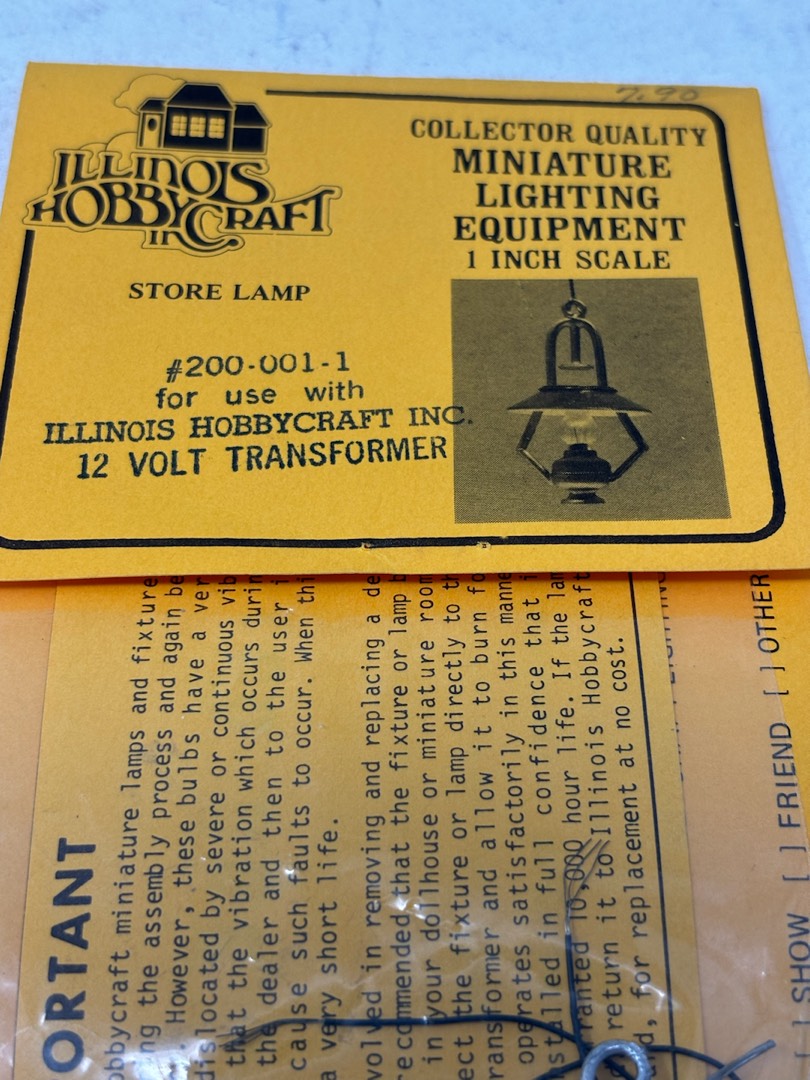 7.90
ILLINOIS
HOBBYCRAFT
INC
COLLECTOR QUALITY
MINIATURE
LIGHTING
EQUIPMENT
1 INCH SCALE
STORE LAMP
#200-001-1
for use with
ILLINOIS HOBBYCRAFT INC.
12 VOLT TRANSFORMER
ORTANT
obbycraft miniature lamps and fixture
ng the assembly process and again be
However, these bulbs have a ver
dislocated by severe or continuous vib
that the vibration which occurs durin
the dealer and then to the user i
cause such faults to occur. When thi
a very short life.
volved in removing and replacing a de
recommended that the fixture or lamp b
in your dollhouse or miniature room
ect the fixture or lamp directly to th
ransformer and allow it to burn fo
operates satisfactorily in this manne
stalled in full confidence that i
ranted 10,000 hour life. If the lam
return it to Illinois Hobbycraft
nd, for replacement at no cost.
[ ] SHOW [ ] FRIEND [ ] OTHER